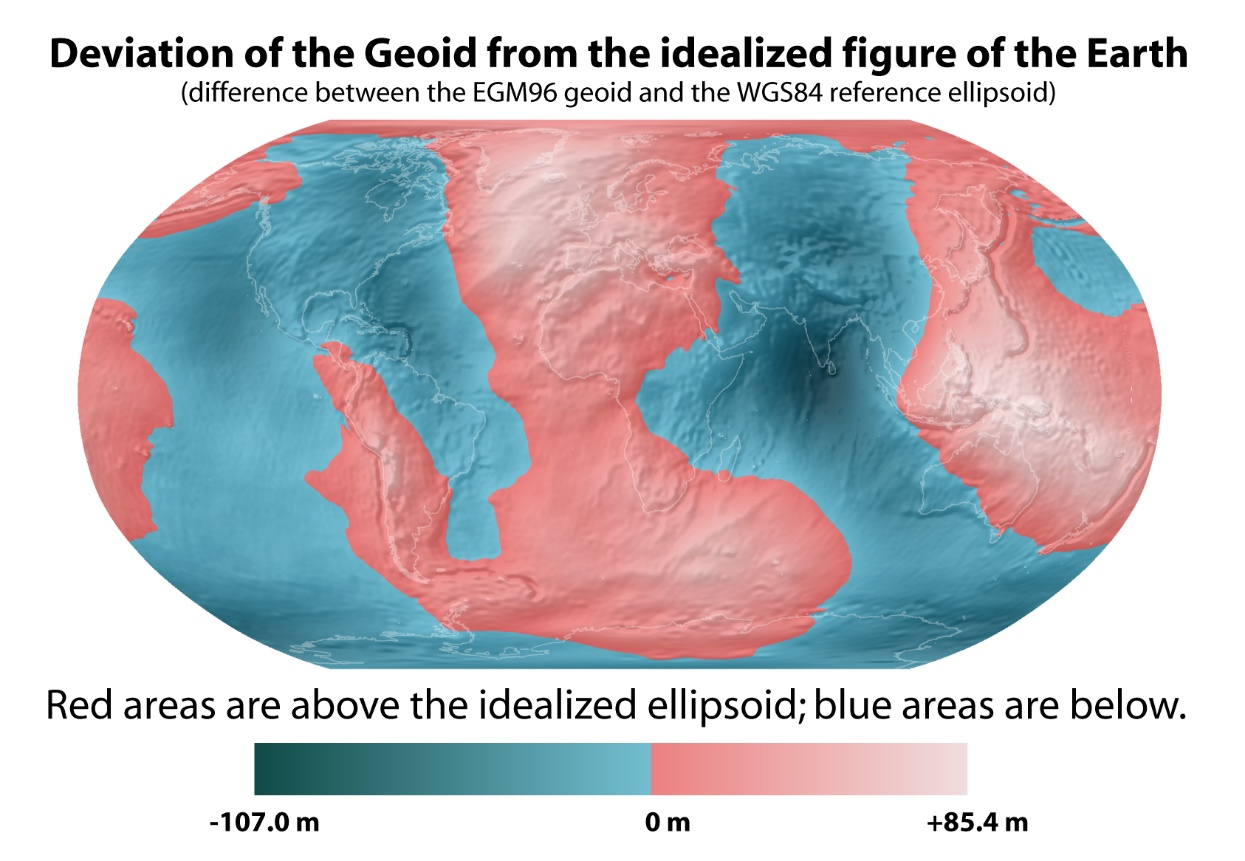 Deviation of the Geoid from the idealized figure of the Earth
(difference between the EGM96 geoid and the WGS84 reference ellipsoid)
Red areas are above the idealized ellipsoid; blue areas are below.
-107.0 m
0 m
+85.4 m